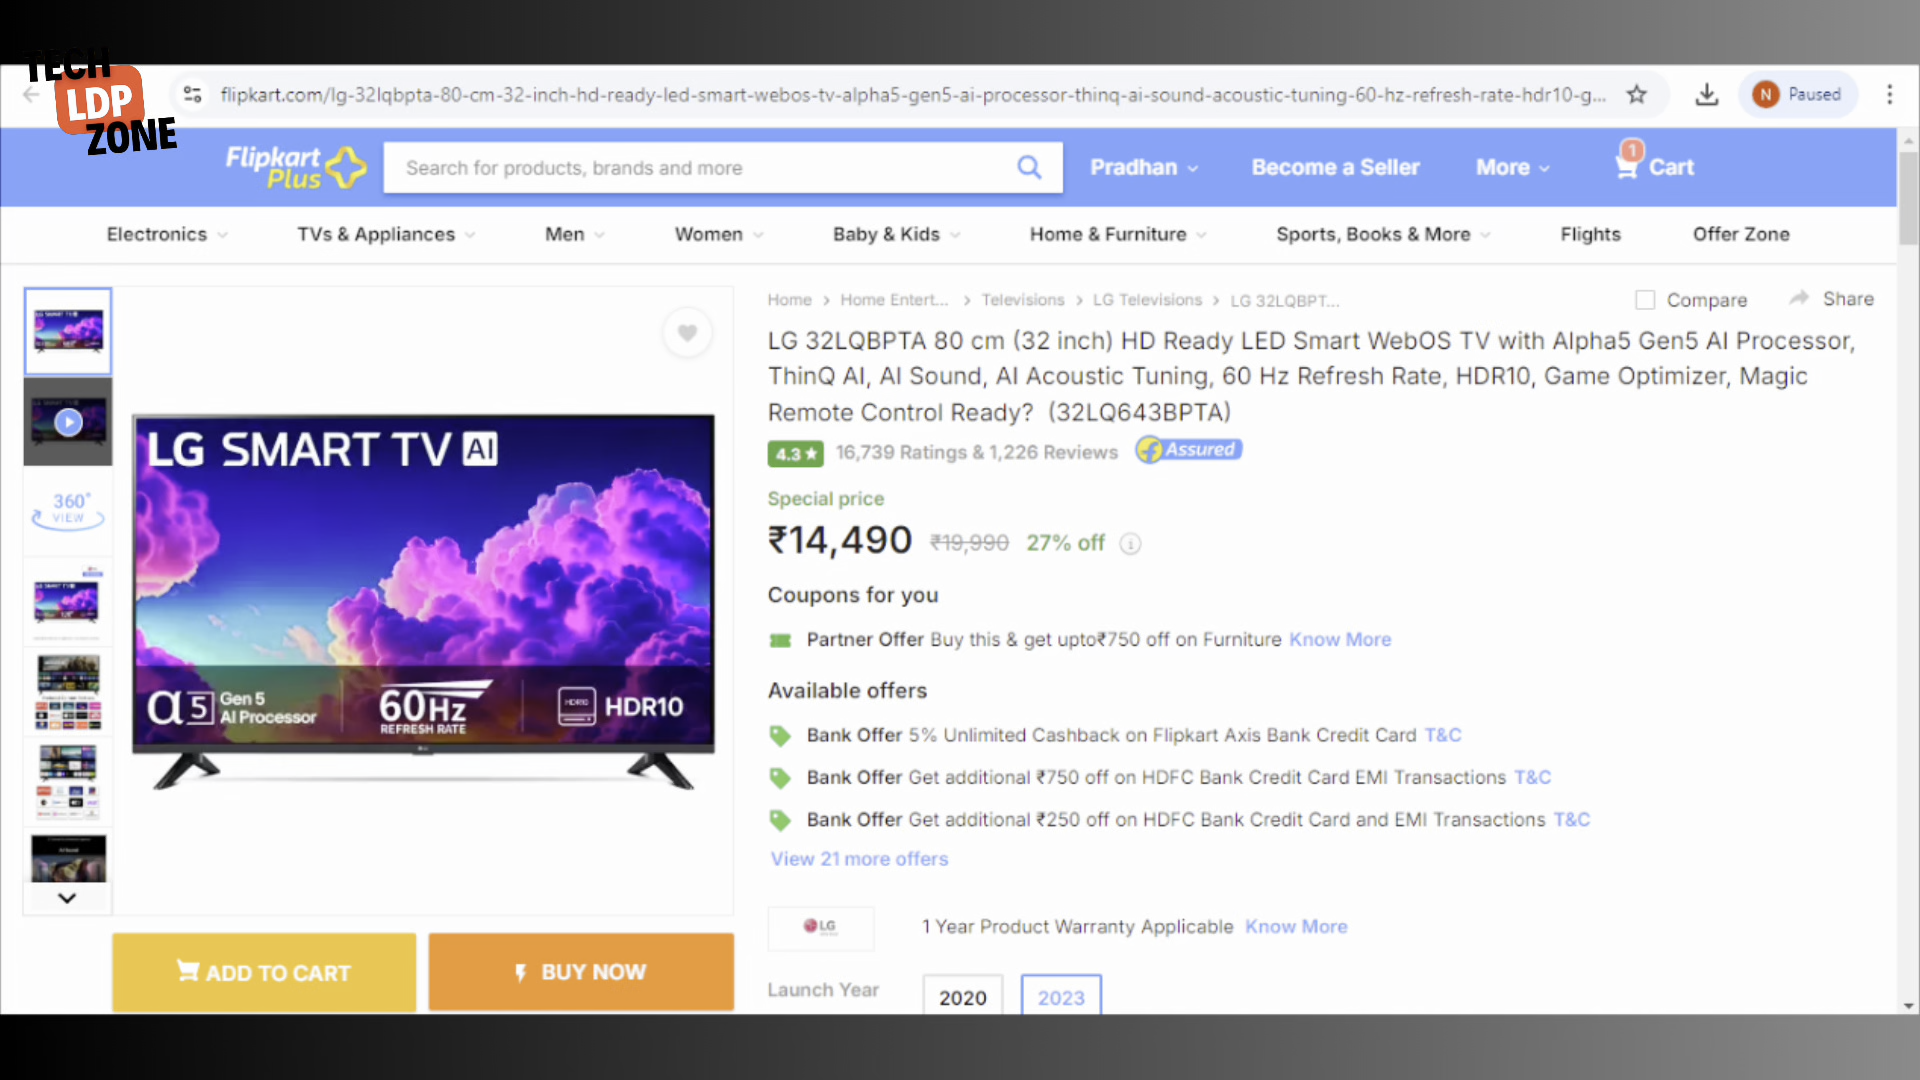 TECH
LDP
ZONE
flipkart.com/lg-32lqbpta-80-cm-32-inch-hd-ready-led-smart-webos-tv-alpha5-gen5-ai-processor-thinq-ai-sound-acoustic-tuning-60-hz-refresh-rate-hdr10-g...
N Paused
Flipkart
Plus
Search for products, brands and more
Pradhan
Become a Seller
More
1
Cart
Electronics
TVs & Appliances
Men
Women
Baby & Kids
Home & Furniture
Sports, Books & More
Flights
Offer Zone
360°
VIEW
LG SMART TV AI
α5 Gen 5
AI Processor
60Hz
REFRESH RATE
HDR10 HDR10
ADD TO CART
BUY NOW
Home > Home Entert... > Televisions > LG Televisions > LG 32LQBPT...
Compare
Share
LG 32LQBPTA 80 cm (32 inch) HD Ready LED Smart WebOS TV with Alpha5 Gen5 AI Processor,
ThinQ AI, AI Sound, AI Acoustic Tuning, 60 Hz Refresh Rate, HDR10, Game Optimizer, Magic
Remote Control Ready? (32LQ643BPTA)
4.3★ 16,739 Ratings & 1,226 Reviews f Assured
Special price
₹14,490 ₹19,990 27% off
Coupons for you
Partner Offer Buy this & get upto₹750 off on Furniture Know More
Available offers
Bank Offer 5% Unlimited Cashback on Flipkart Axis Bank Credit Card T&C
Bank Offer Get additional ₹750 off on HDFC Bank Credit Card EMI Transactions T&C
Bank Offer Get additional ₹250 off on HDFC Bank Credit Card and EMI Transactions T&C
View 21 more offers
LG
1 Year Product Warranty Applicable Know More
Launch Year
2020
2023